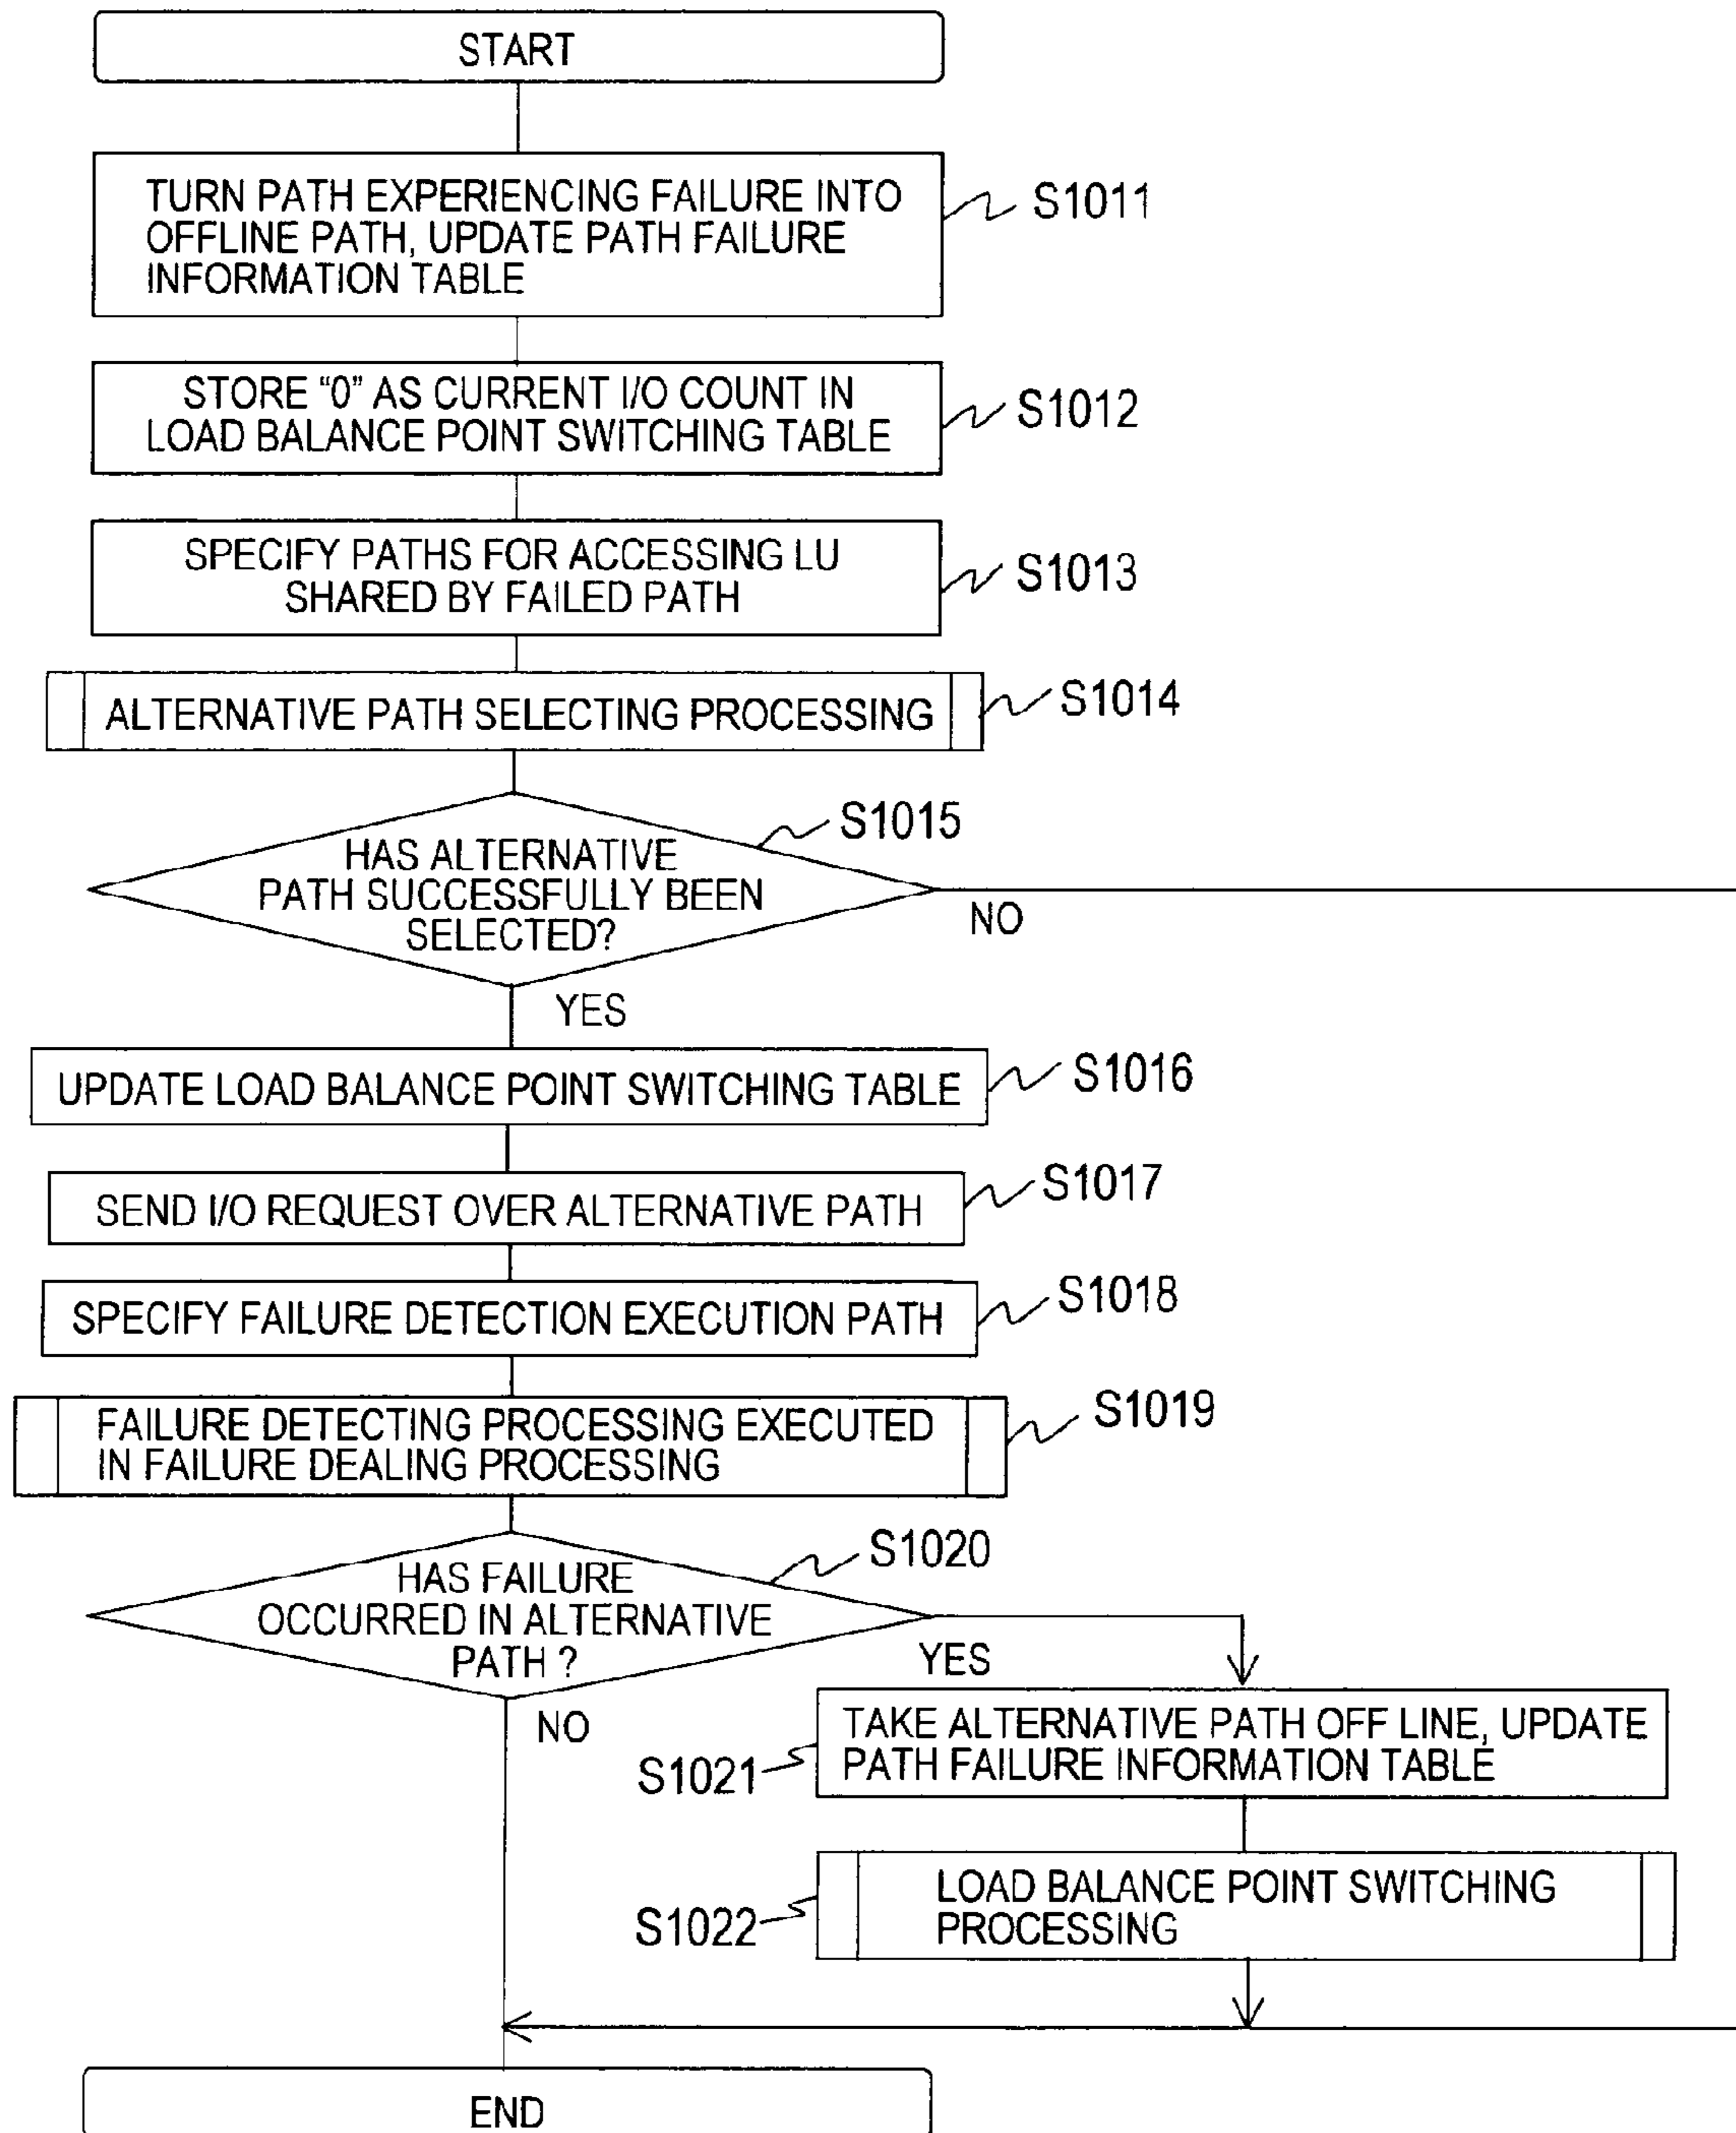 START
TURN PATH EXPERIENCING FAILURE INTO
OFFLINE PATH, UPDATE PATH FAILURE
INFORMATION TABLE
S1011
STORE “0” AS CURRENT I/O COUNT IN
LOAD BALANCE POINT SWITCHING TABLE
S1012
SPECIFY PATHS FOR ACCESSING LU
SHARED BY FAILED PATH
S1013
ALTERNATIVE PATH SELECTING PROCESSING
S1014
HAS ALTERNATIVE
PATH SUCCESSFULLY BEEN
SELECTED?
S1015
NO
YES
UPDATE LOAD BALANCE POINT SWITCHING TABLE
S1016
SEND I/O REQUEST OVER ALTERNATIVE PATH
S1017
SPECIFY FAILURE DETECTION EXECUTION PATH
S1018
FAILURE DETECTING PROCESSING EXECUTED
IN FAILURE DEALING PROCESSING
S1019
HAS FAILURE
OCCURRED IN ALTERNATIVE
PATH ?
S1020
YES
NO
TAKE ALTERNATIVE PATH OFF LINE, UPDATE
PATH FAILURE INFORMATION TABLE
S1021
LOAD BALANCE POINT SWITCHING
PROCESSING
S1022
END